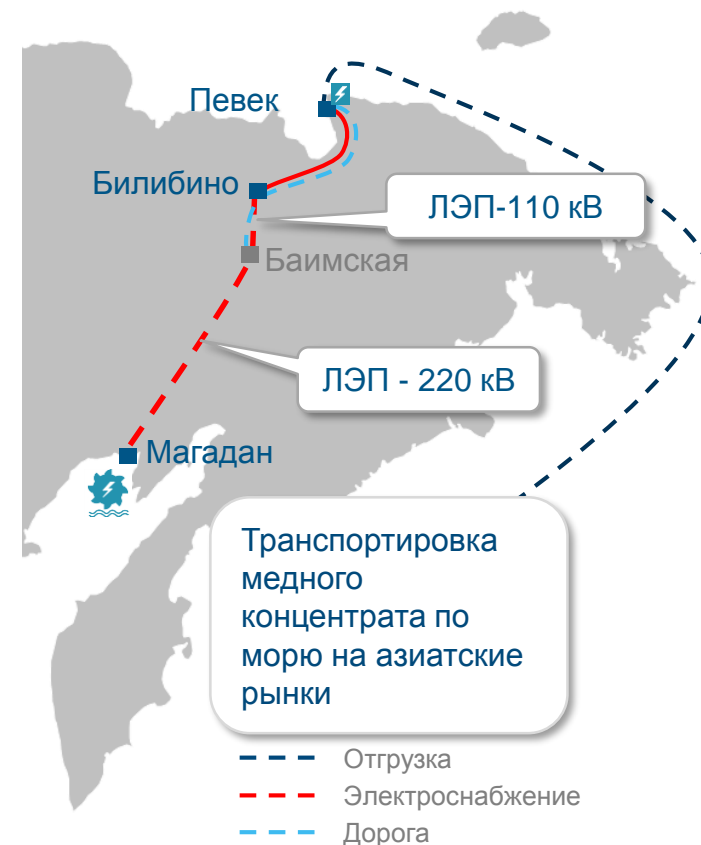 Певек
Билибино
ЛЭП-110 кВ
Баимская
ЛЭП - 220 кВ
Магадан
Транспортировка
медного
концентрата по
морю на азиатские
рынки
Отгрузка
Электроснабжение
Дорога